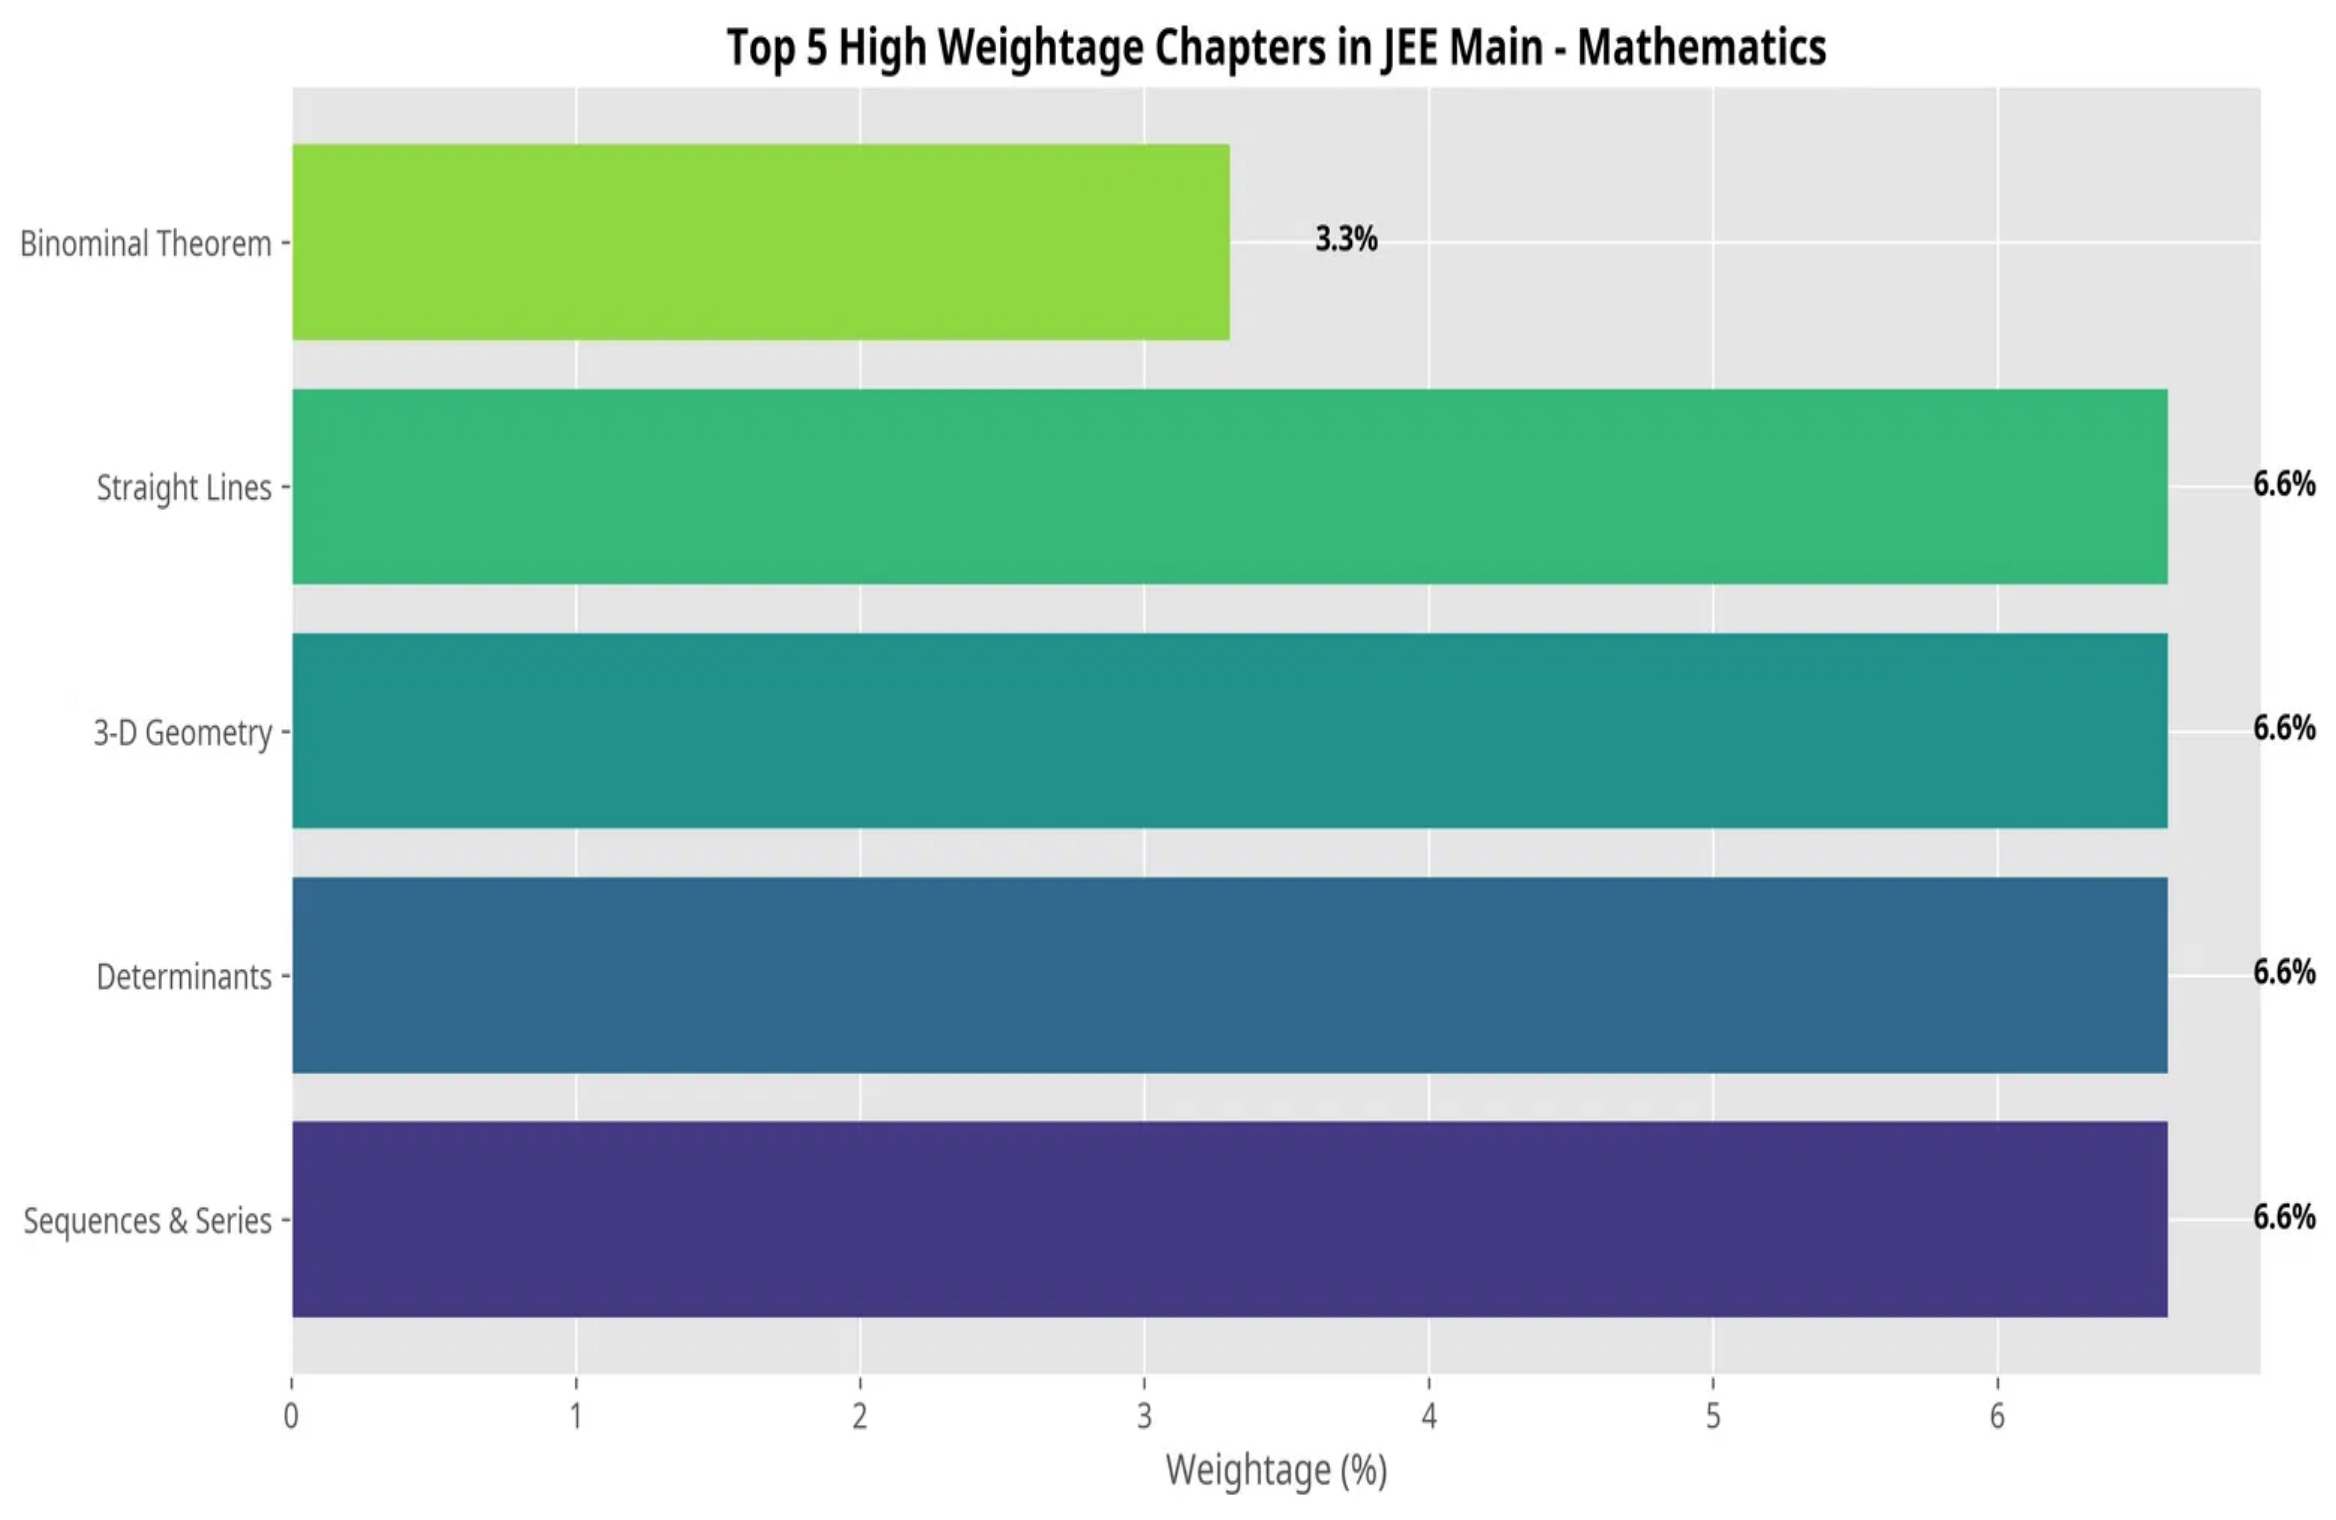 Top 5 High Weightage Chapters in JEE Main - Mathematics
Binominal Theorem
3.3%
Straight Lines
6.6%
3-D Geometry
6.6%
Determinants
6.6%
Sequences & Series
6.6%
0 1 2 3 4 5 6
Weightage (%)